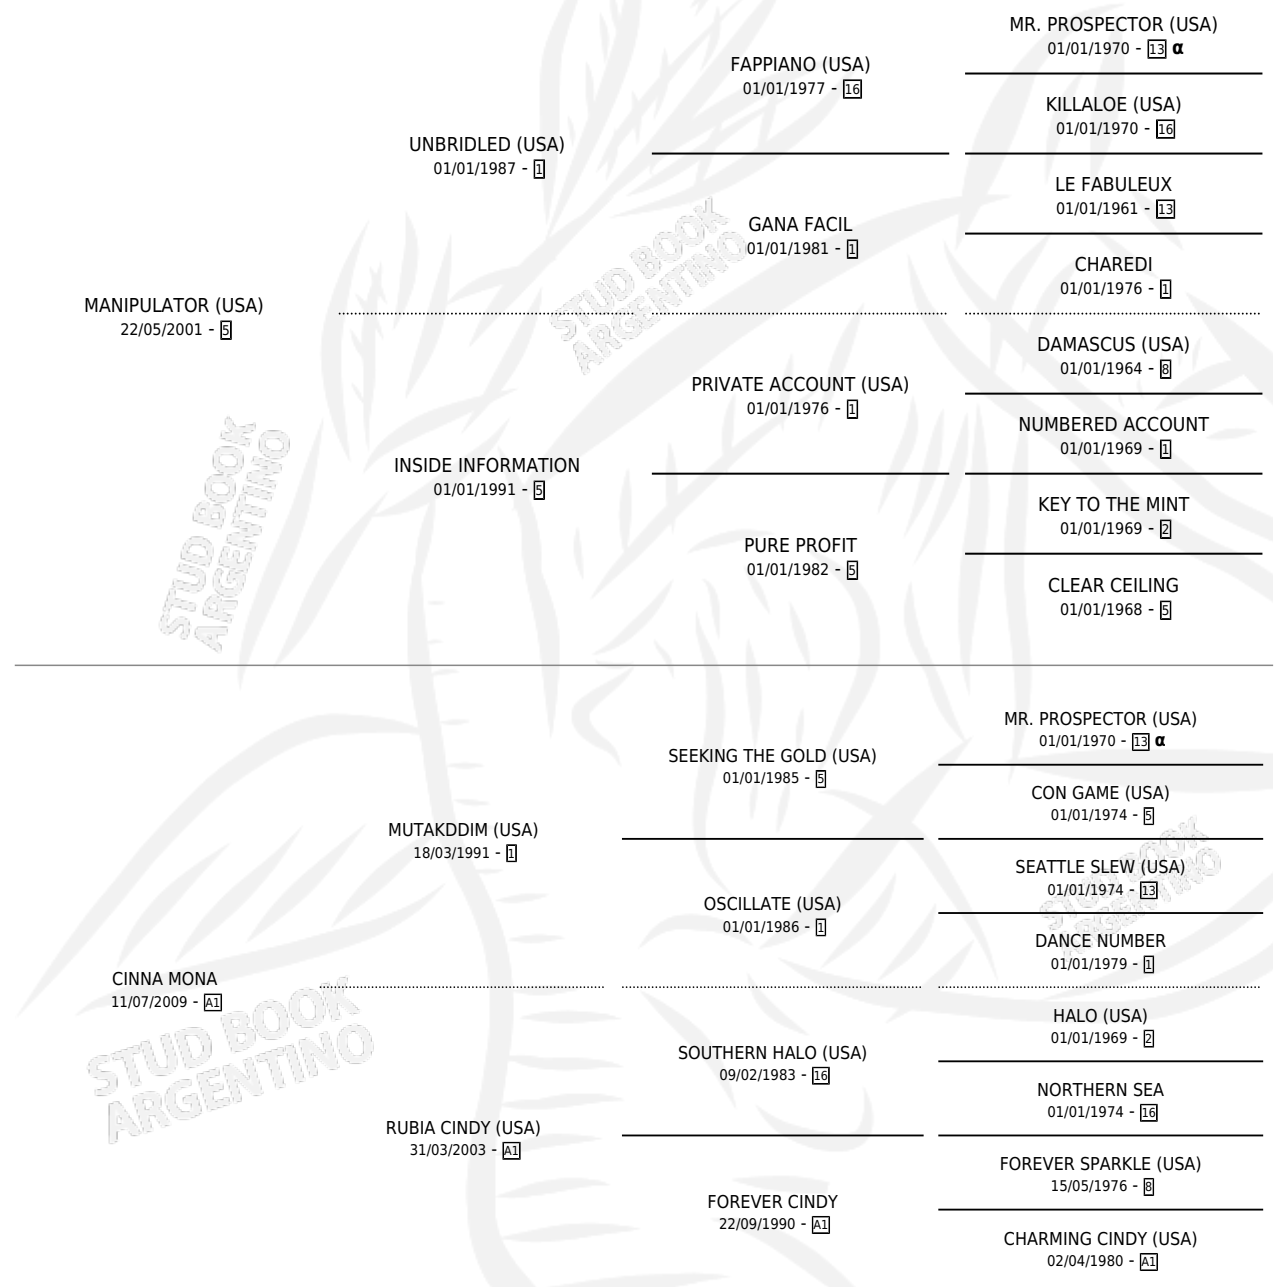 MR. PROSPECTOR (USA)
01/01/1970 - 13 α
FAPPIANO (USA)
01/01/1977 - 16
KILLALOE (USA)
01/01/1970 - 16
UNBRIDLED (USA)
01/01/1987 - 1
LE FABULEUX
01/01/1961 - 13
GANA FACIL
01/01/1981 - 1
CHAREDI
01/01/1976 - 1
MANIPULATOR (USA)
22/05/2001 - 5
DAMASCUS (USA)
01/01/1964 - 8
PRIVATE ACCOUNT (USA)
01/01/1976 - 1
NUMBERED ACCOUNT
01/01/1969 - 1
INSIDE INFORMATION
01/01/1991 - 5
KEY TO THE MINT
01/01/1969 - 2
PURE PROFIT
01/01/1982 - 5
CLEAR CEILING
01/01/1968 - 5
MR. PROSPECTOR (USA)
01/01/1970 - 13 α
SEEKING THE GOLD (USA)
01/01/1985 - 5
CON GAME (USA)
01/01/1974 - 5
MUTAKDDIM (USA)
18/03/1991 - 1
SEATTLE SLEW (USA)
01/01/1974 - 13
OSCILLATE (USA)
01/01/1986 - 1
DANCE NUMBER
01/01/1979 - 1
CINNA MONA
11/07/2009 - A1
HALO (USA)
01/01/1969 - 2
SOUTHERN HALO (USA)
09/02/1983 - 16
NORTHERN SEA
01/01/1974 - 16
RUBIA CINDY (USA)
31/03/2003 - A1
FOREVER SPARKLE (USA)
15/05/1976 - 8
FOREVER CINDY
22/09/1990 - A1
CHARMING CINDY (USA)
02/04/1980 - A1
STUD BOOK
ARGENTINO
STUD BOOK
ARGENTINO
STUD BOOK
ARGENTINO
STUD BOOK
ARGENTINO